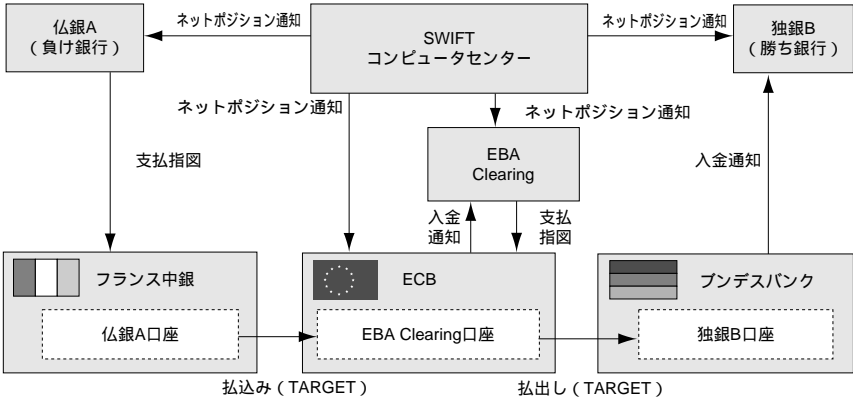 仏銀A
(負け銀行)
ネットポジション通知
SWIFT
コンピュータセンター
ネットポジション通知
独銀B
(勝ち銀行)
ネットポジション通知
ネットポジション通知
EBA
Clearing
支払指図
入金通知
入金
通知
支払
指図
フランス中銀
ECB
ブンデスバンク
仏銀A口座
EBA Clearing口座
独銀B口座
払込み(TARGET)
払出し(TARGET)